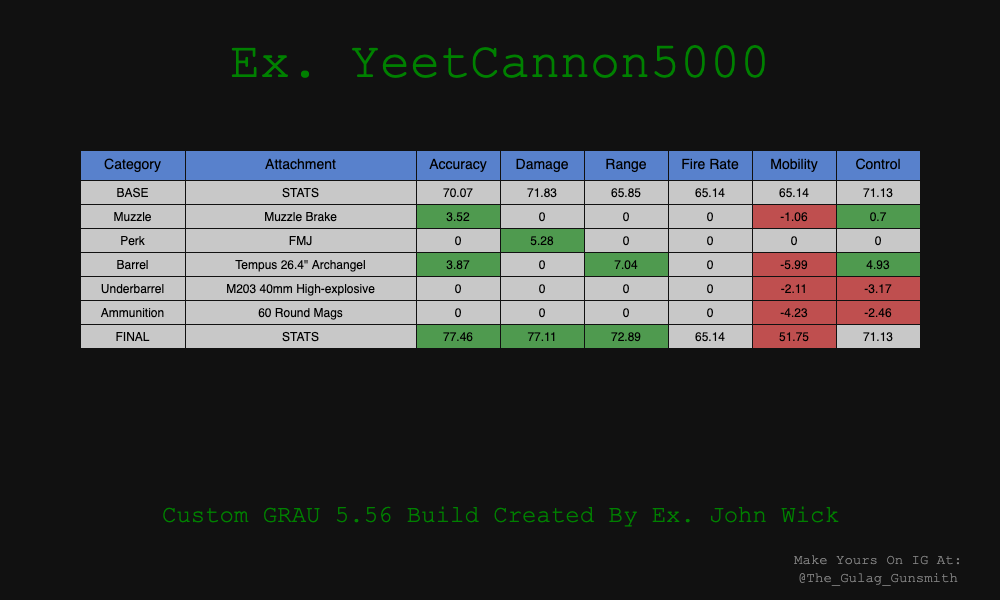 Ex. YeetCannon5000
Category Attachment Accuracy Damage Range Fire Rate Mobility Control
BASE STATS 70.07 71.83 65.85 65.14 65.14 71.13
Muzzle Muzzle Brake 3.52 0 0 0 -1.06 0.7
Perk FMJ 0 5.28 0 0 0 0
Barrel Tempus 26.4" Archangel 3.87 0 7.04 0 -5.99 4.93
Underbarrel M203 40mm High-explosive 0 0 0 0 -2.11 -3.17
Ammunition 60 Round Mags 0 0 0 0 -4.23 -2.46
FINAL STATS 77.46 77.11 72.89 65.14 51.75 71.13
Custom GRAU 5.56 Build Created By Ex. John Wick
Make Yours On IG At:
@The_Gulag_Gunsmith